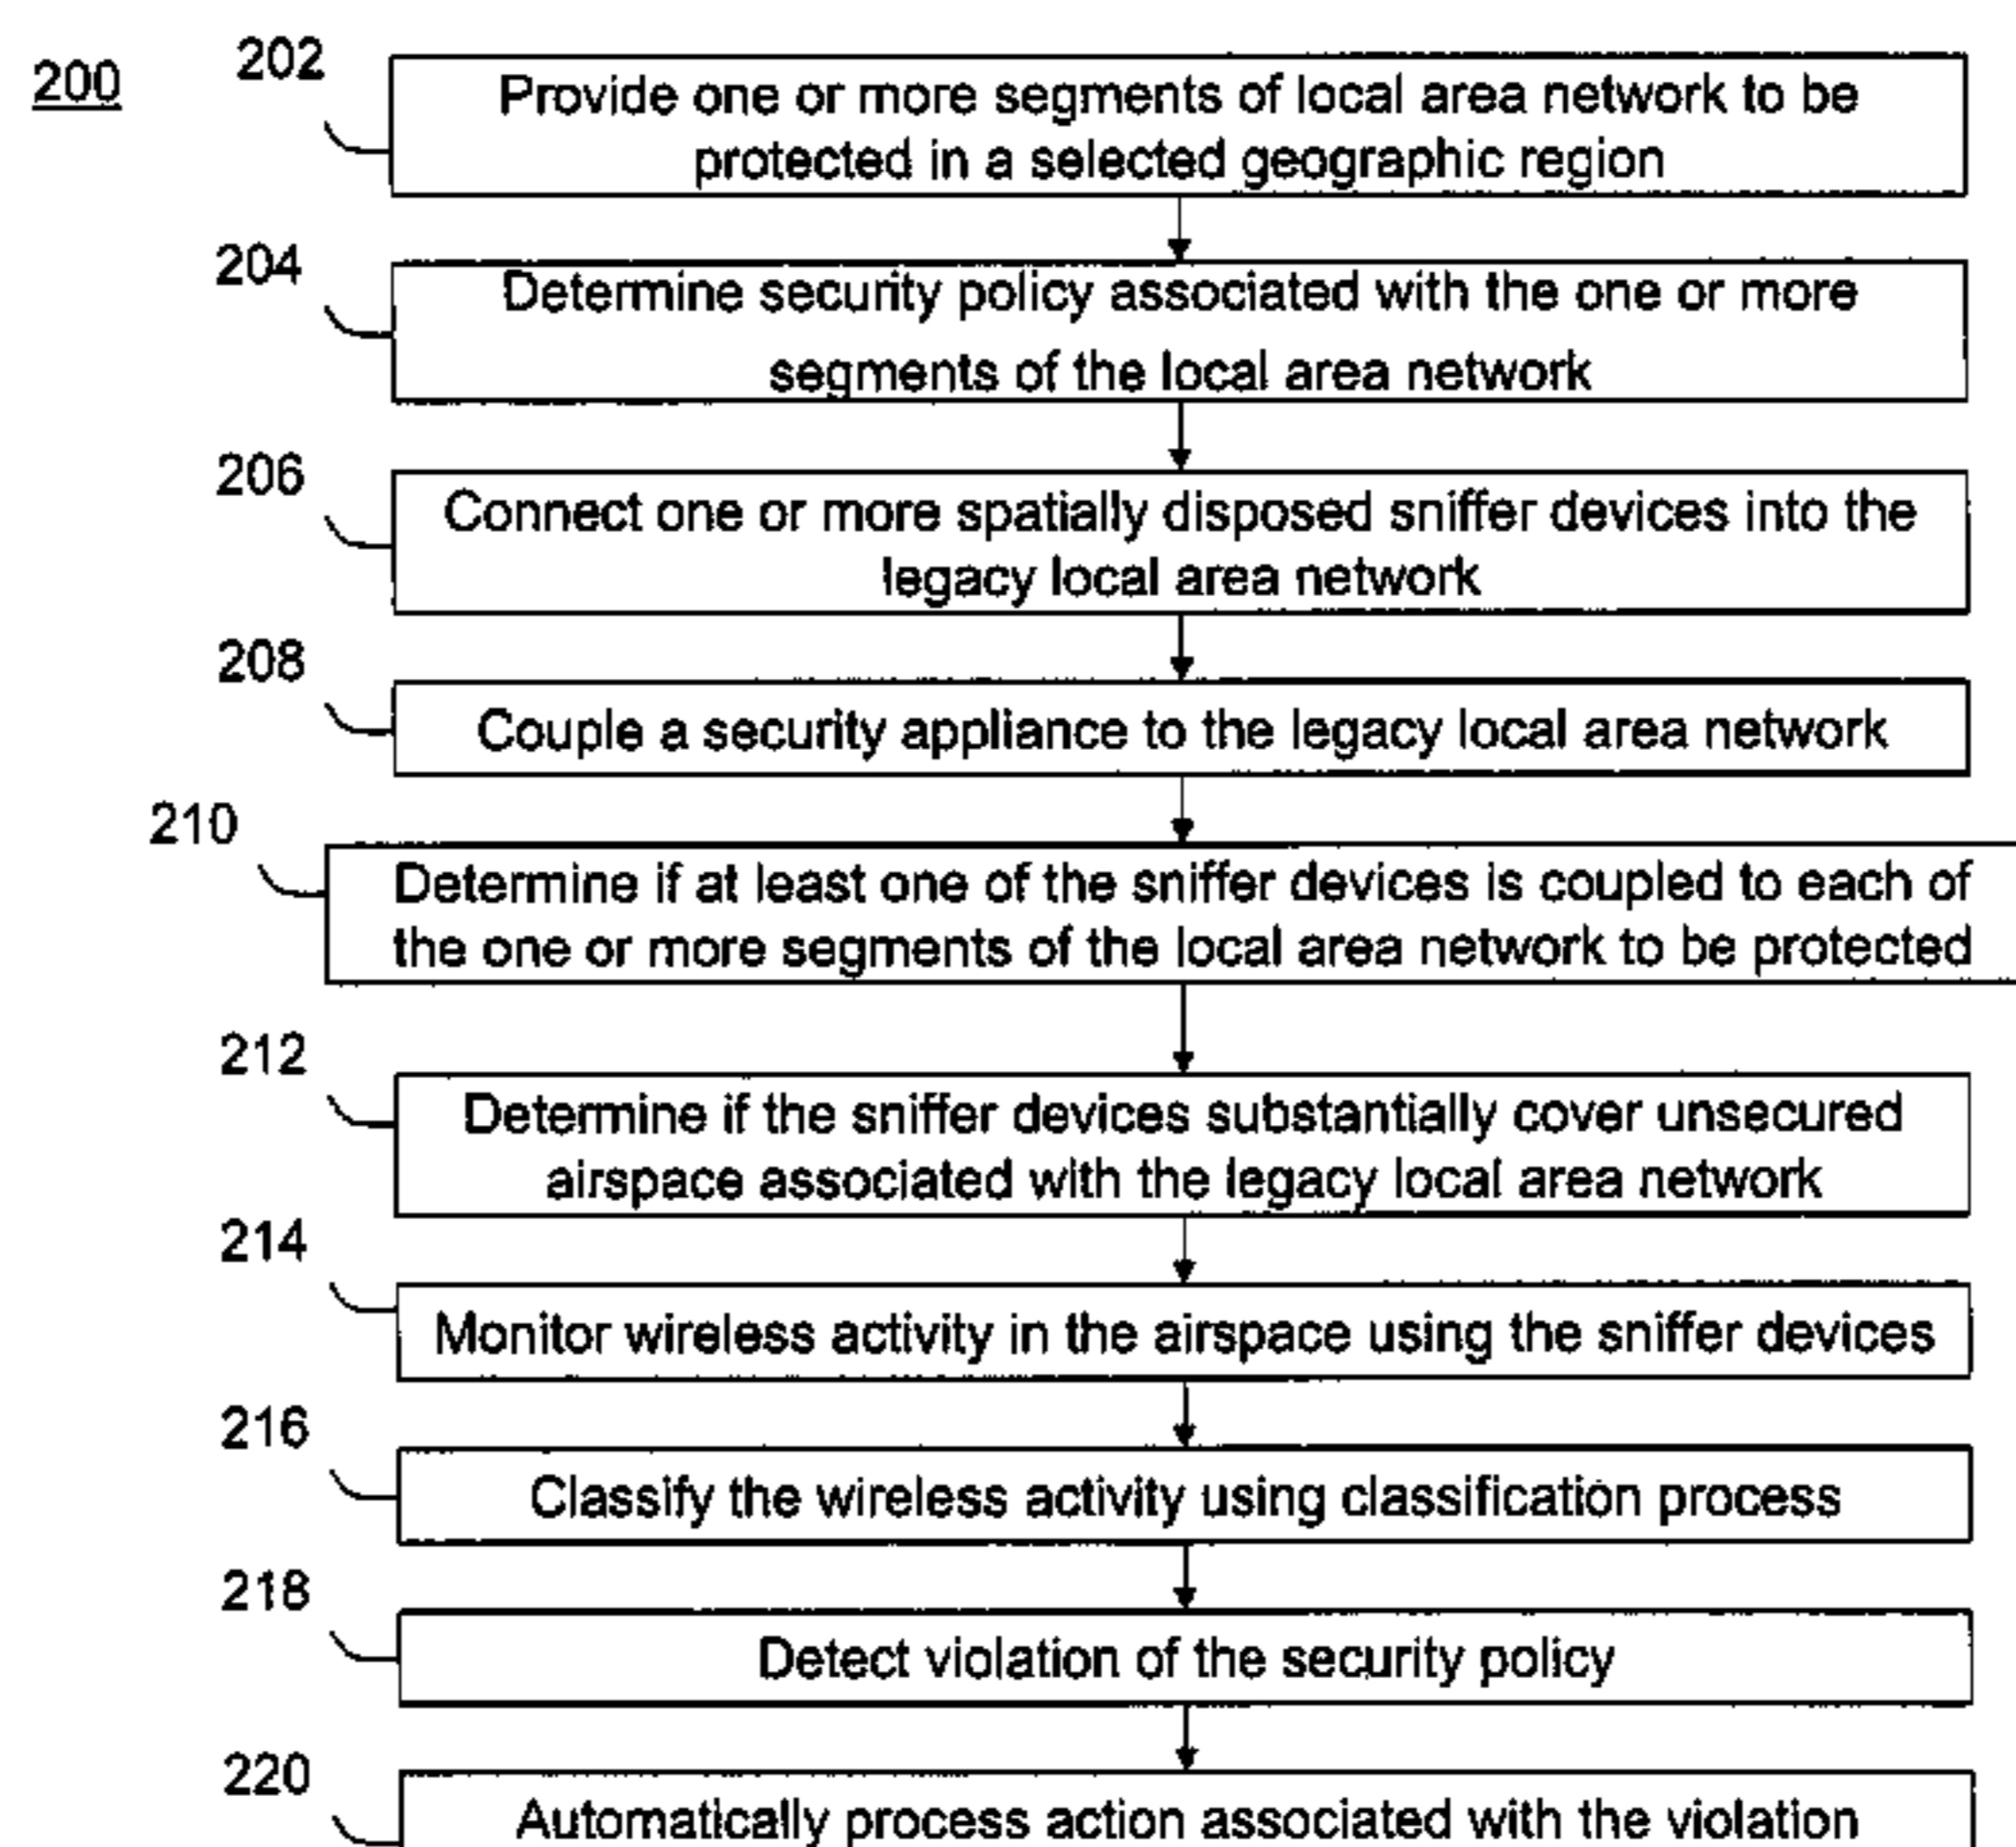 200
202
Provide one or more segments of local area network to be
protected in a selected geographic region
204
Determine security policy associated with the one or more
segments of the local area network
206
Connect one or more spatially disposed sniffer devices into the
legacy local area network
208
Couple a security appliance to the legacy local area network
210
Determine if at least one of the sniffer devices is coupled to each of
the one or more segments of the local area network to be protected
212
Determine if the sniffer devices substantially cover unsecured
airspace associated with the legacy local area network
214
Monitor wireless activity in the airspace using the sniffer devices
216
Classify the wireless activity using classification process
218
Detect violation of the security policy
220
Automatically process action associated with the violation